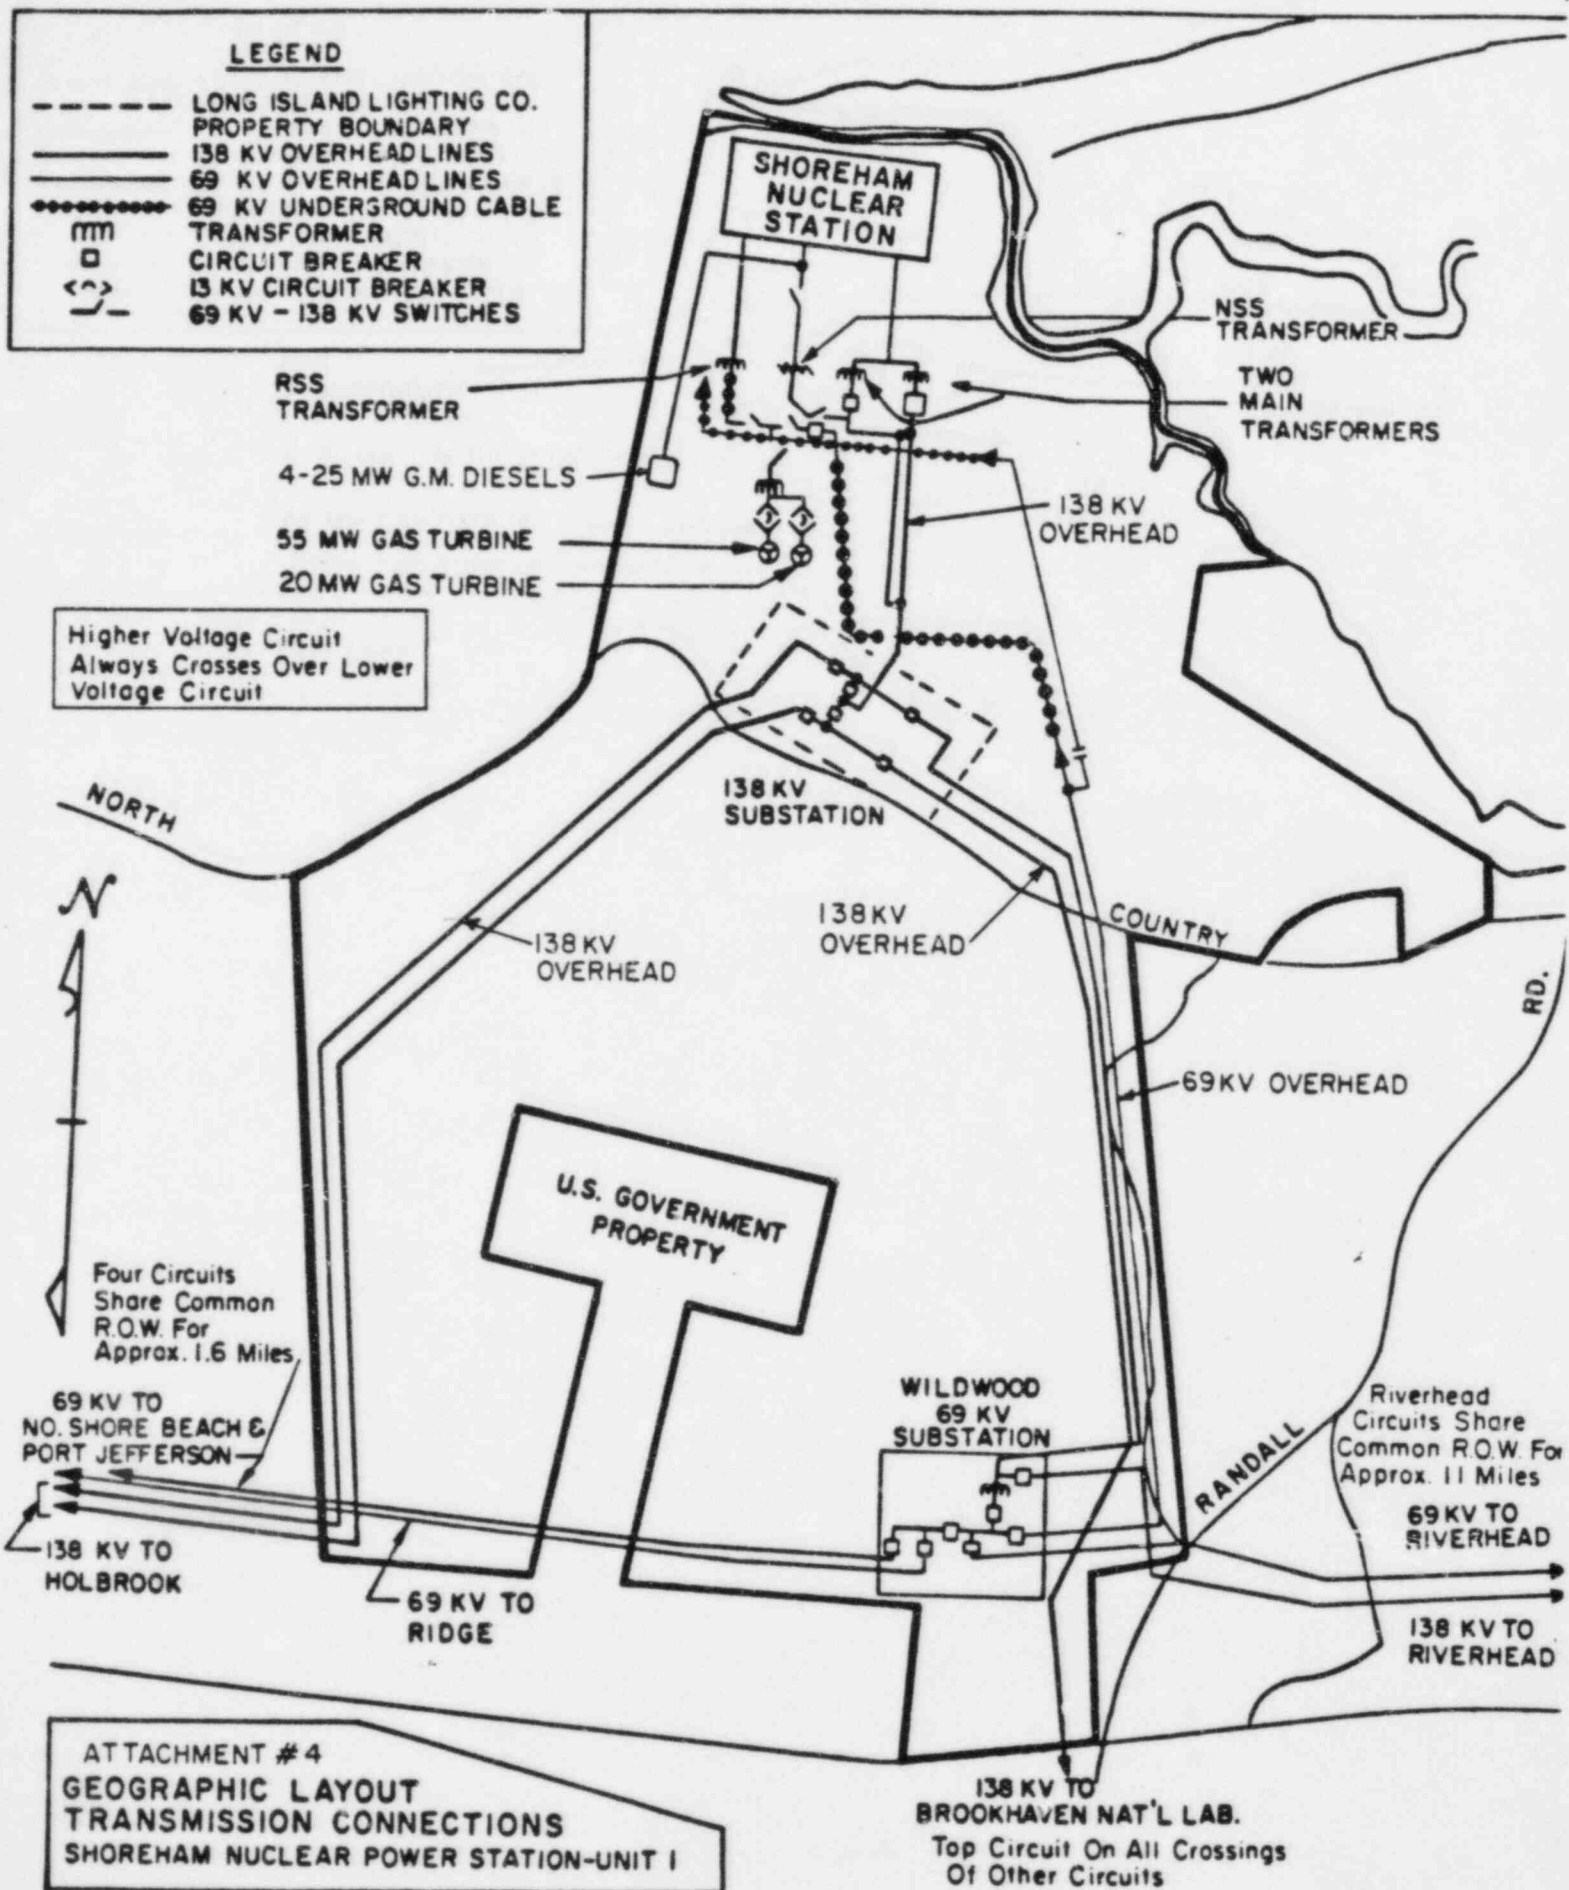 LEGEND
LONG ISLAND LIGHTING CO.
PROPERTY BOUNDARY
138 KV OVERHEAD LINES
69 KV OVERHEAD LINES
69 KV UNDERGROUND CABLE
TRANSFORMER
CIRCUIT BREAKER
13 KV CIRCUIT BREAKER
69 KV - 138 KV SWITCHES
SHOREHAM
NUCLEAR
STATION
NSS
TRANSFORMER
RSS
TRANSFORMER
TWO
MAIN
TRANSFORMERS
4-25 MW G.M. DIESELS
138 KV
OVERHEAD
55 MW GAS TURBINE
20 MW GAS TURBINE
Higher Voltage Circuit
Always Crosses Over Lower
Voltage Circuit
138 KV
SUBSTATION
NORTH
N
138 KV
OVERHEAD
138 KV
OVERHEAD
COUNTRY
RD.
69 KV OVERHEAD
U.S. GOVERNMENT
PROPERTY
Four Circuits
Share Common
R.O.W. For
Approx. 1.6 Miles
69 KV TO
NO. SHORE BEACH &
PORT JEFFERSON
WILDWOOD
69 KV
SUBSTATION
RANDALL
Riverhead
Circuits Share
Common R.O.W. For
Approx. 11 Miles
69 KV TO
RIVERHEAD
138 KV TO
HOLBROOK
69 KV TO
RIDGE
138 KV TO
RIVERHEAD
138 KV TO
BROOKHAVEN NAT'L LAB.
Top Circuit On All Crossings
Of Other Circuits
ATTACHMENT #4
GEOGRAPHIC LAYOUT
TRANSMISSION CONNECTIONS
SHOREHAM NUCLEAR POWER STATION-UNIT 1